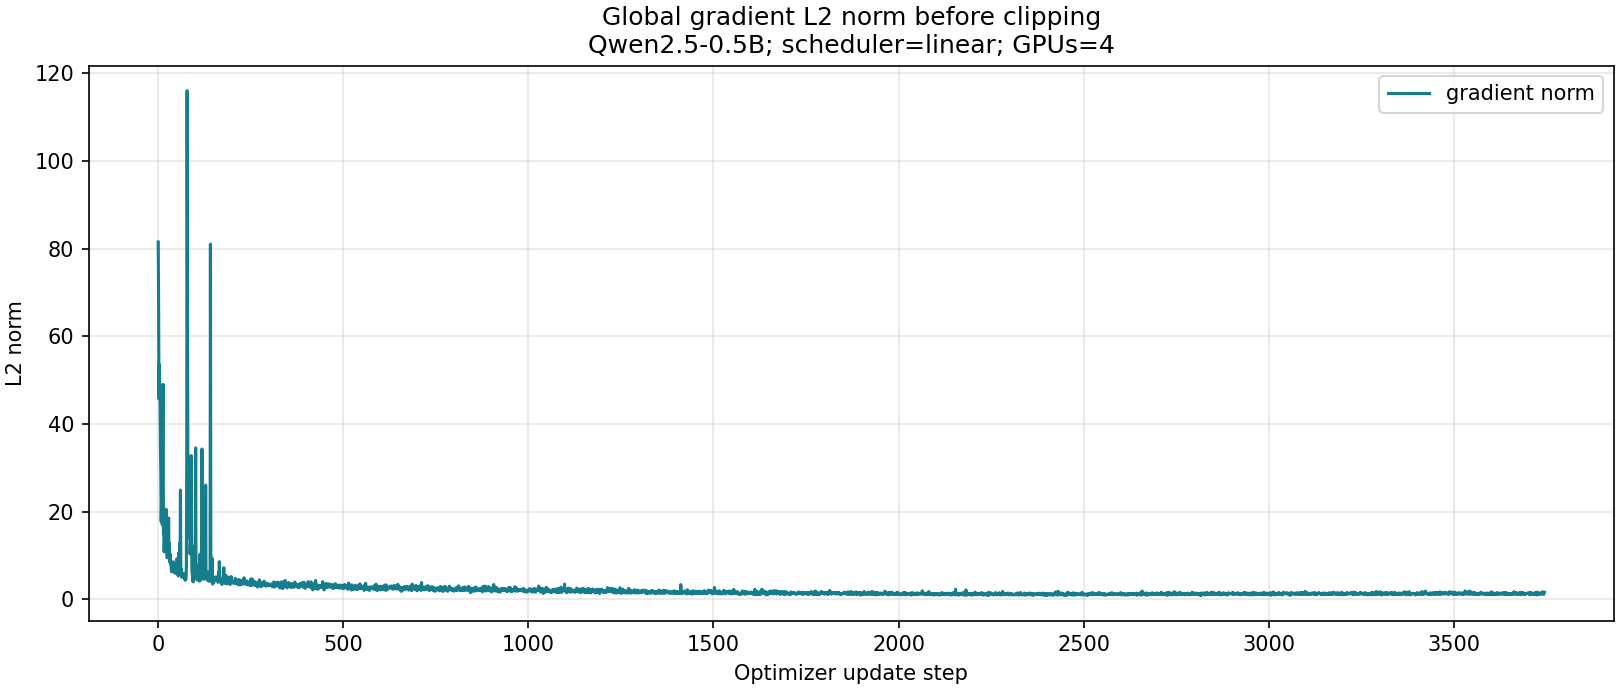 Global gradient L2 norm before clipping
Qwen2.5-0.5B; scheduler=linear; GPUs=4
gradient norm
L2 norm
120
100
80
60
40
20
0
0 500 1000 1500 2000 2500 3000 3500
Optimizer update step